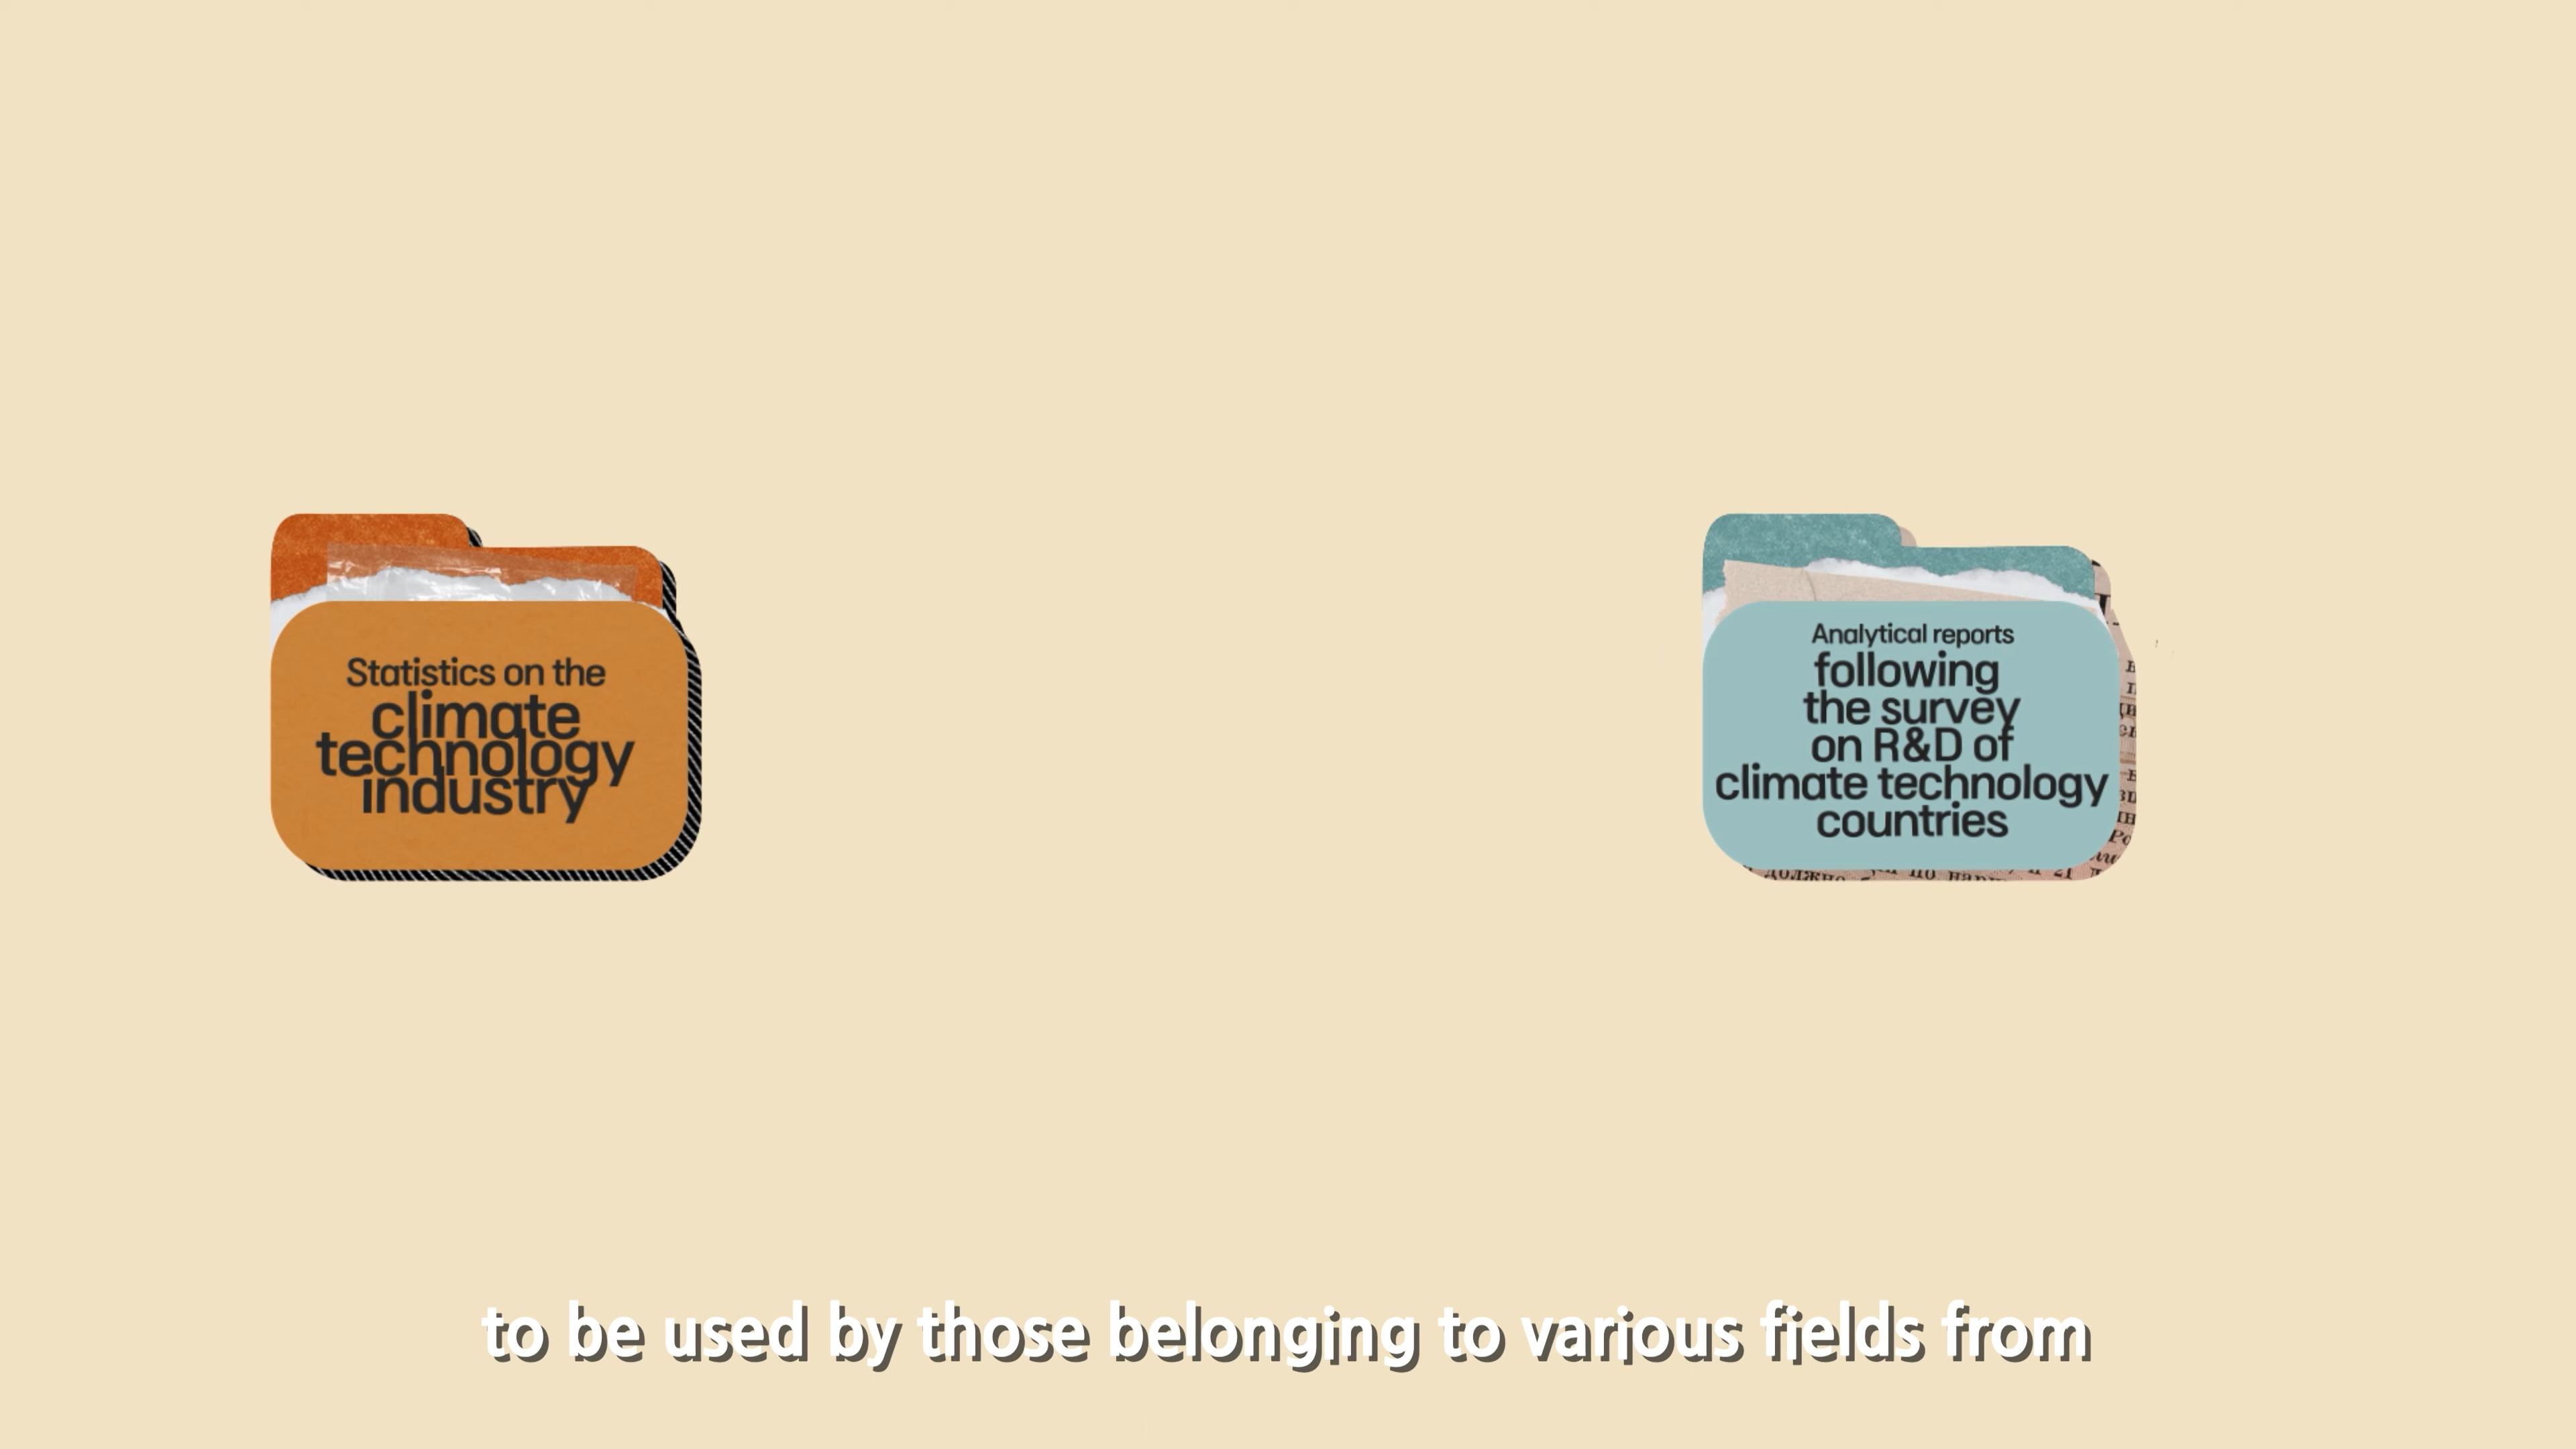 Statistics on the
climate
technology
industry
Analytical reports
following
the survey
on R&D of
climate technology
countries
to be used by those belonging to various fields from